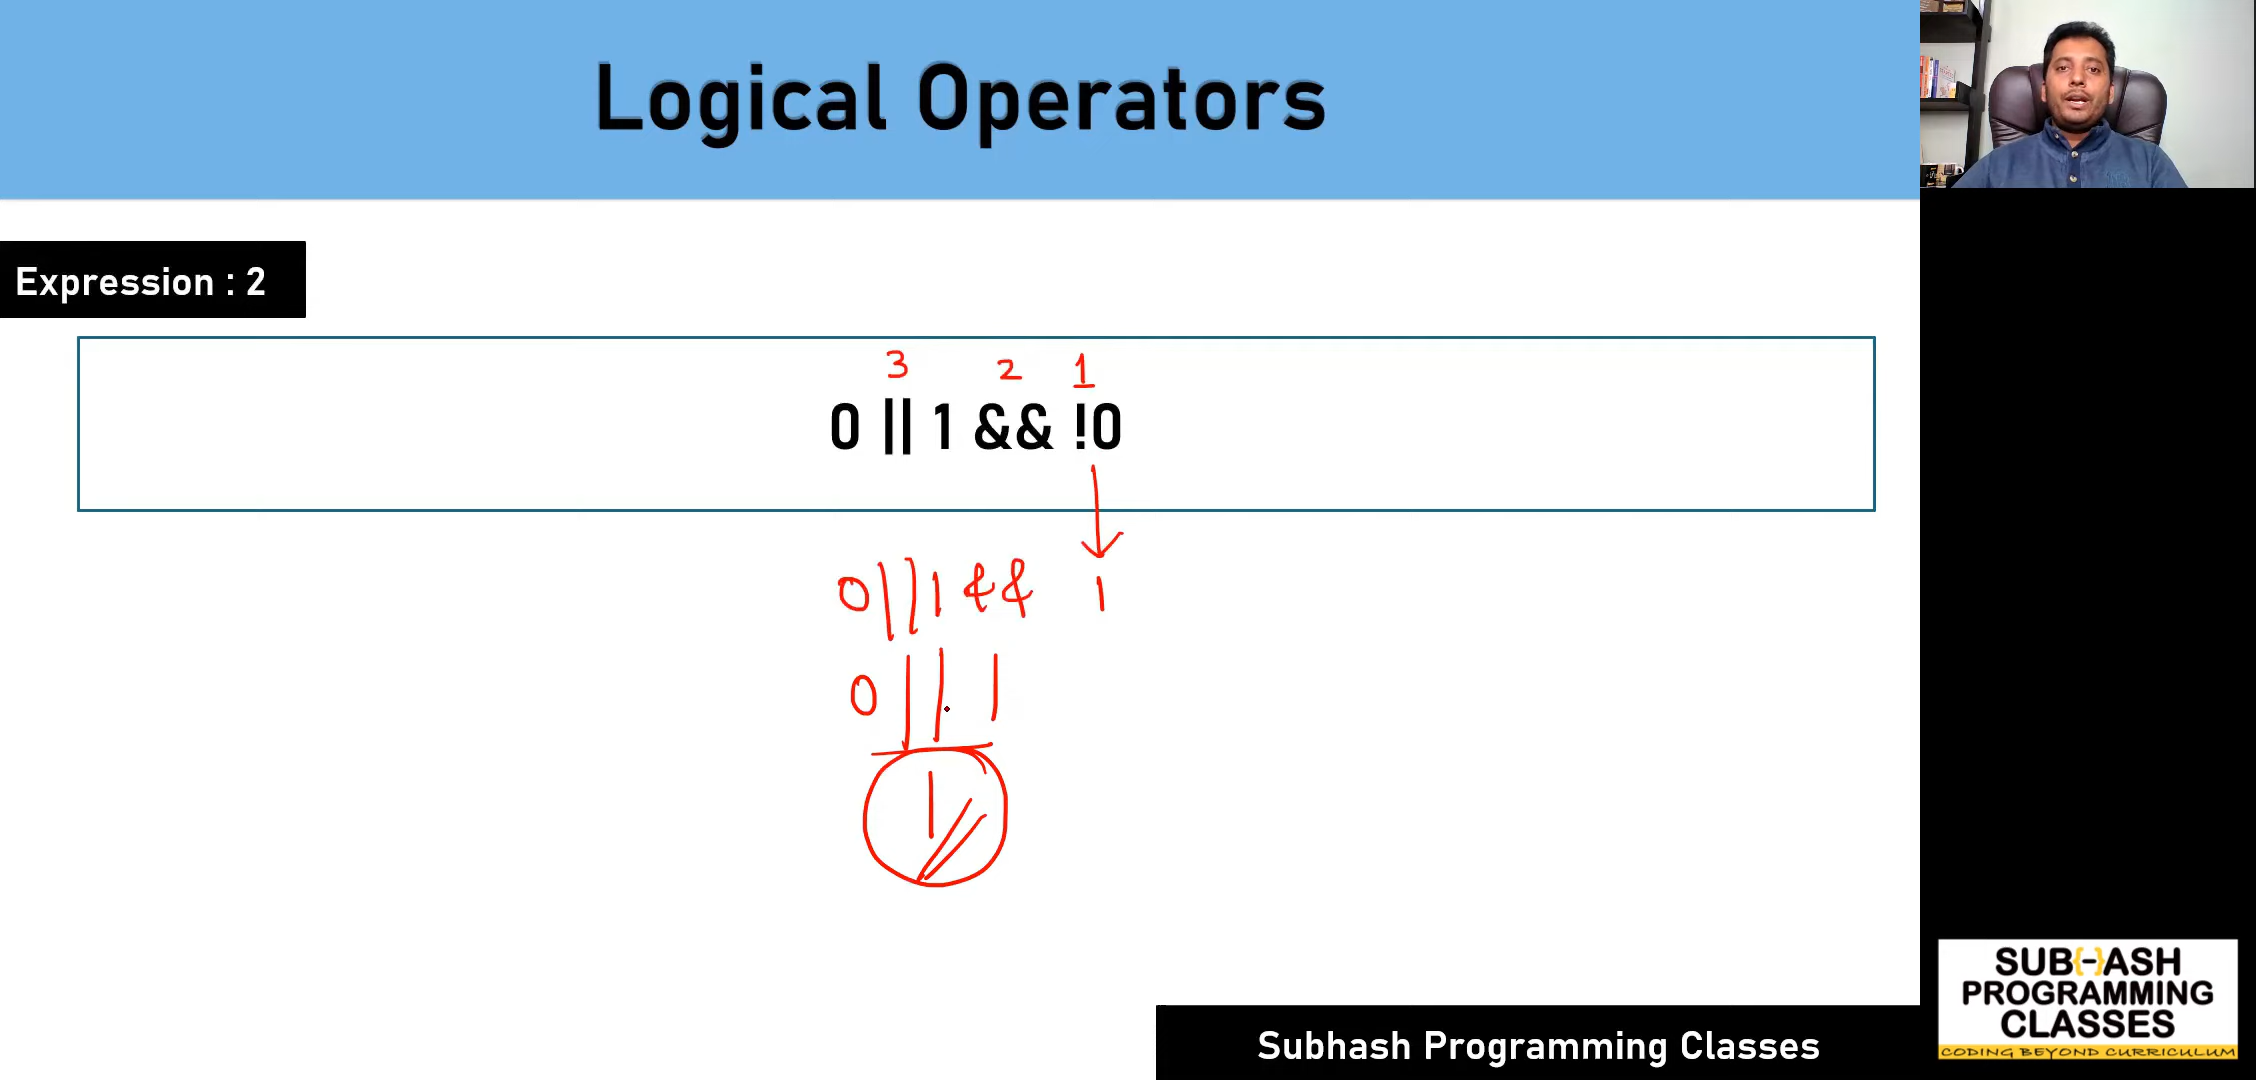 Logical Operators
Expression : 2
3 2 1
0 || 1 && !0
0 || 1 && 1
0 || 1
1
SUB{-}ASH
PROGRAMMING
CLASSES
CODING BEYOND CURRICULUM
Subhash Programming Classes